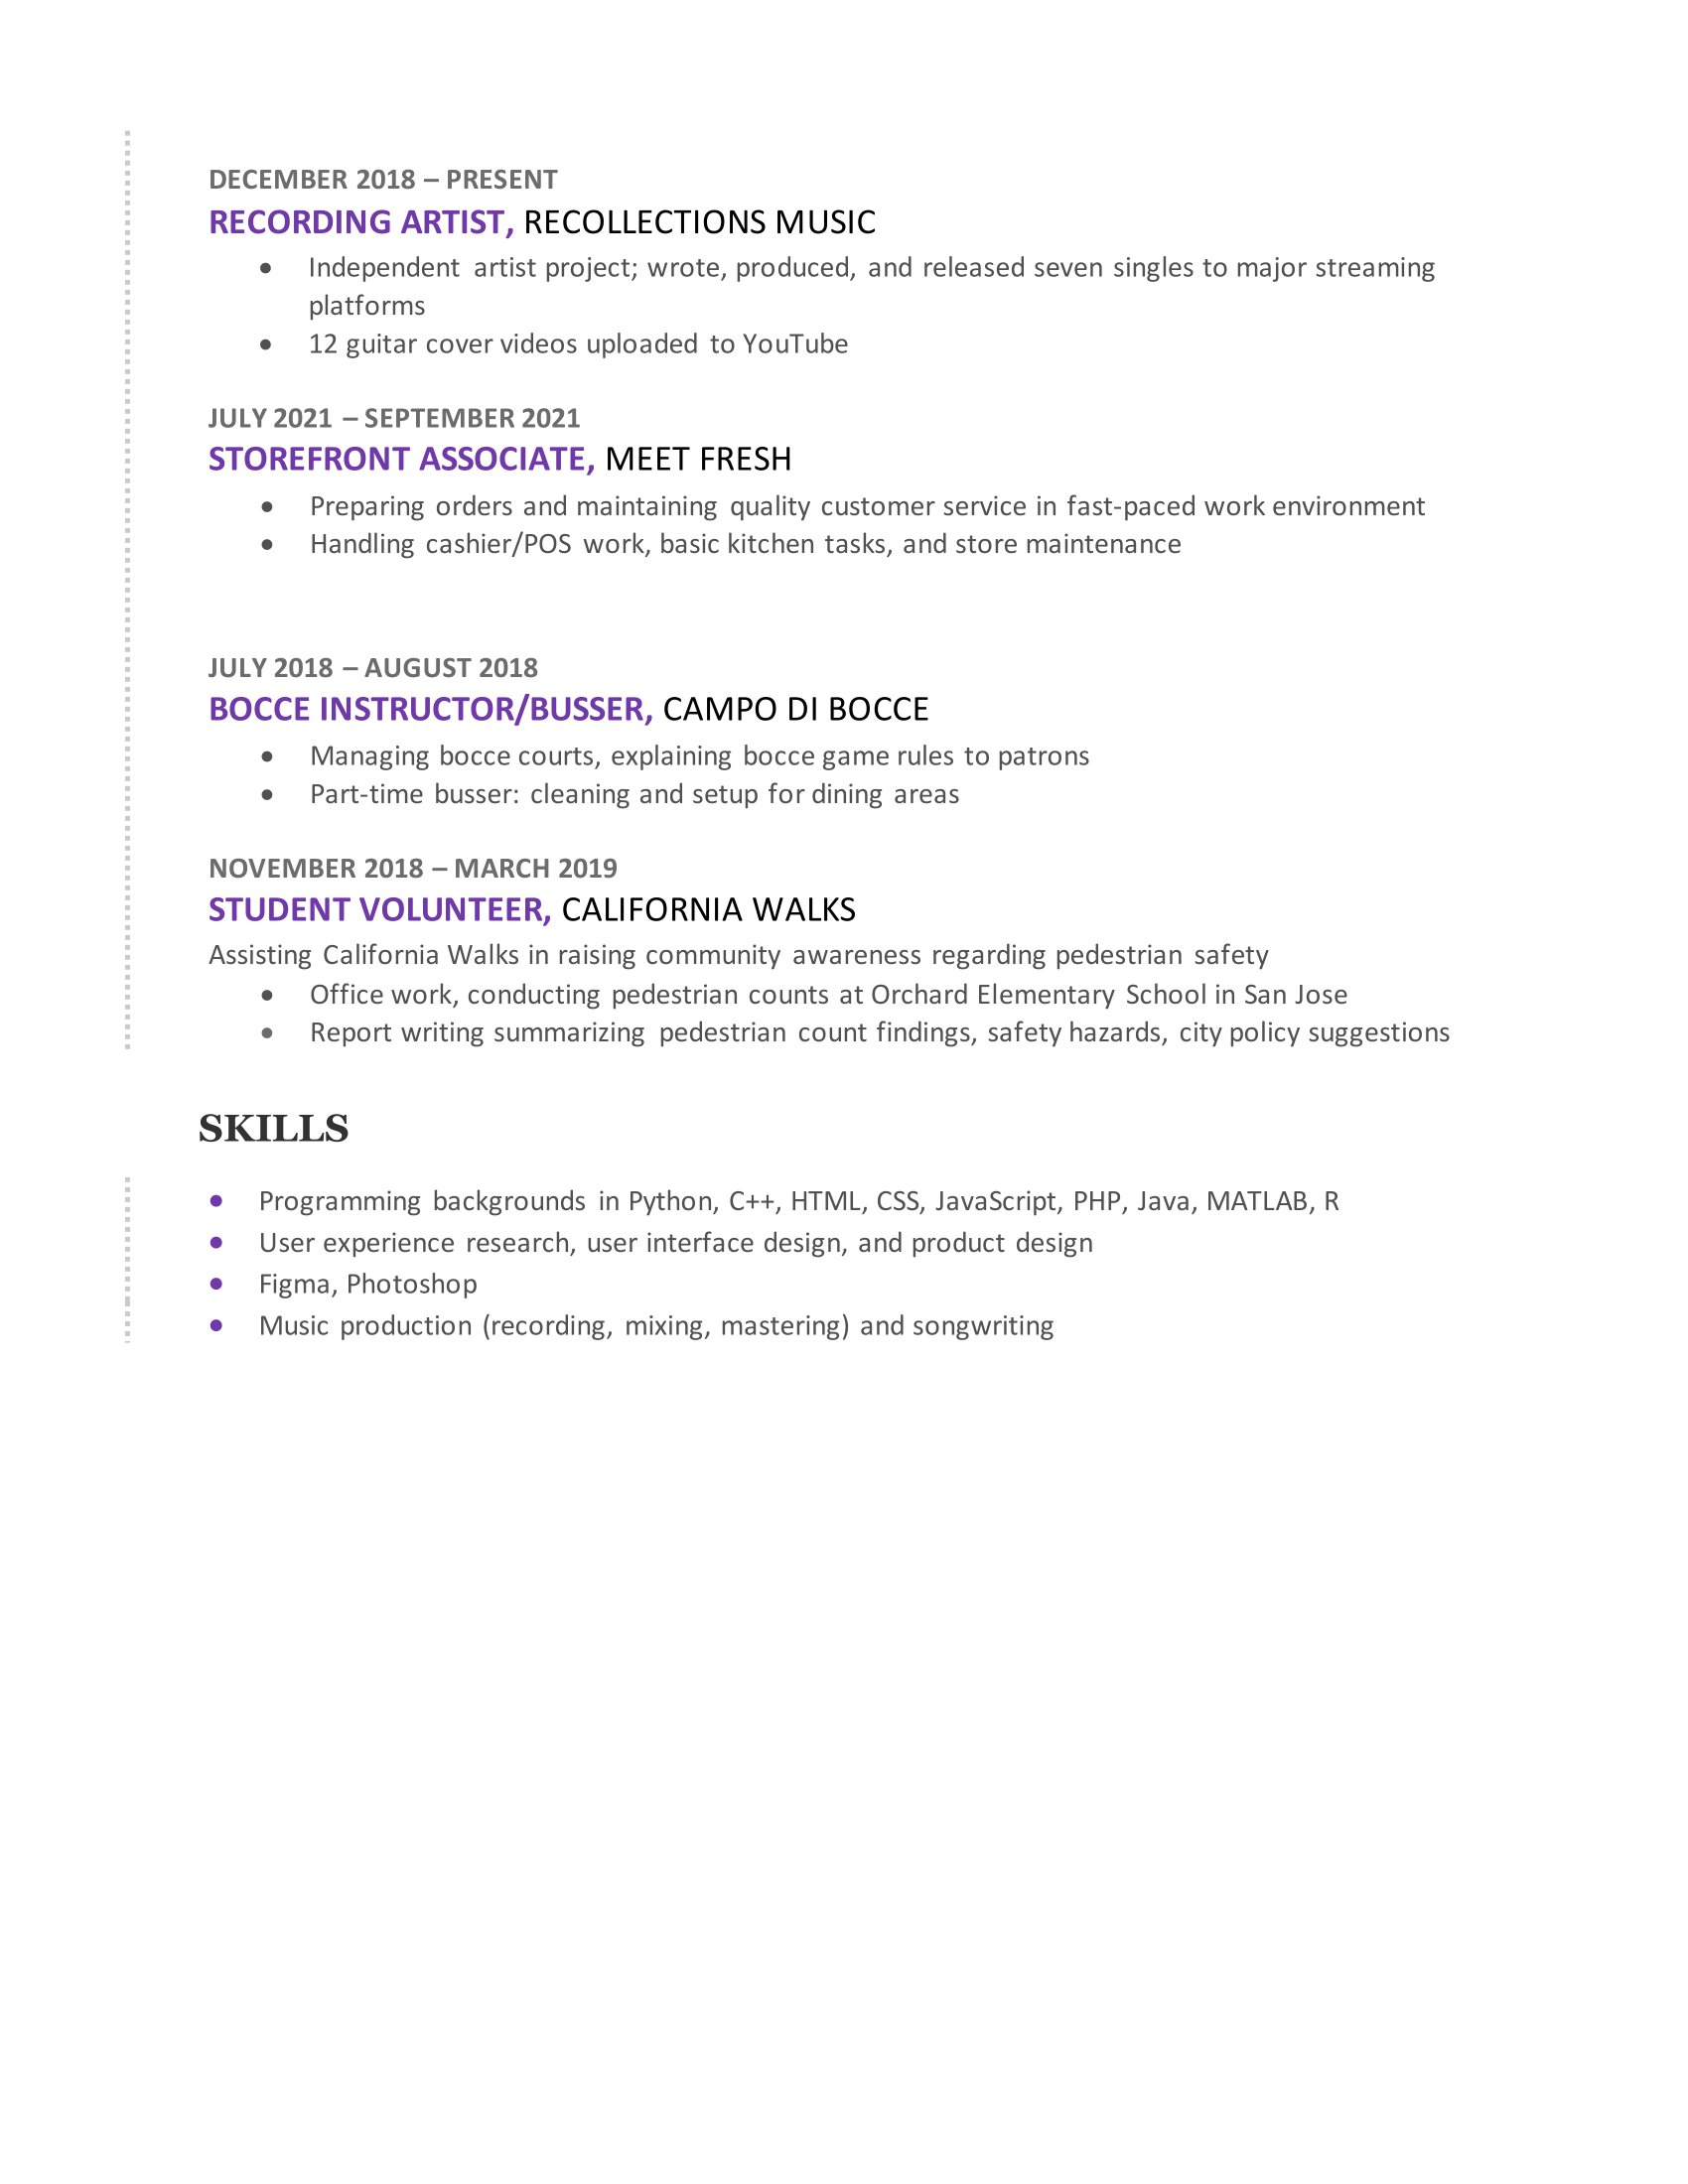 DECEMBER 2018 – PRESENT
RECORDING ARTIST, RECOLLECTIONS MUSIC
• Independent artist project; wrote, produced, and released seven singles to major streaming
platforms
• 12 guitar cover videos uploaded to YouTube
JULY 2021 – SEPTEMBER 2021
STOREFRONT ASSOCIATE, MEET FRESH
• Preparing orders and maintaining quality customer service in fast-paced work environment
• Handling cashier/POS work, basic kitchen tasks, and store maintenance
JULY 2018 – AUGUST 2018
BOCCE INSTRUCTOR/BUSSER, CAMPO DI BOCCE
• Managing bocce courts, explaining bocce game rules to patrons
• Part-time busser: cleaning and setup for dining areas
NOVEMBER 2018 – MARCH 2019
STUDENT VOLUNTEER, CALIFORNIA WALKS
Assisting California Walks in raising community awareness regarding pedestrian safety
• Office work, conducting pedestrian counts at Orchard Elementary School in San Jose
• Report writing summarizing pedestrian count findings, safety hazards, city policy suggestions
SKILLS
• Programming backgrounds in Python, C++, HTML, CSS, JavaScript, PHP, Java, MATLAB, R
• User experience research, user interface design, and product design
• Figma, Photoshop
• Music production (recording, mixing, mastering) and songwriting